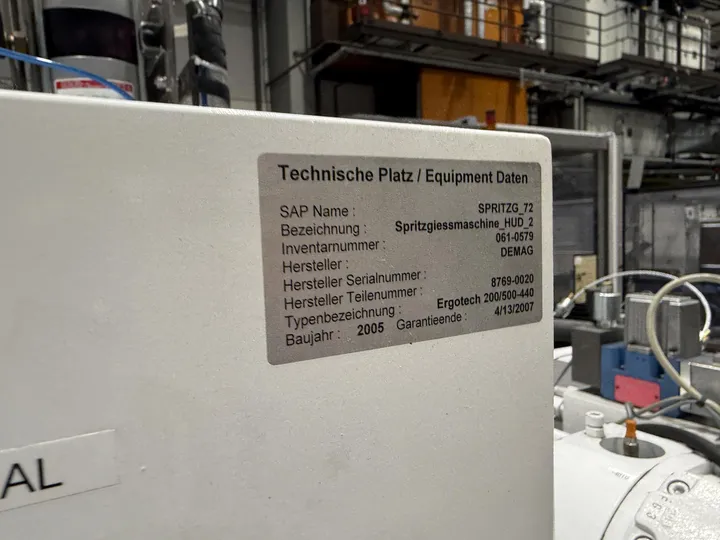 Technische Platz / Equipment Daten
SAP Name : SPRITZG_72
Bezeichnung : Spritzgiessmaschine_HUD_2
Inventarnummer : 061-0579
Hersteller : DEMAG
Hersteller Serialnummer : 8769-0020
Hersteller Teilenummer :
Typenbezeichnung : Ergotech 200/500-440
Baujahr : 2005 Garantieende : 4/13/2007
AL